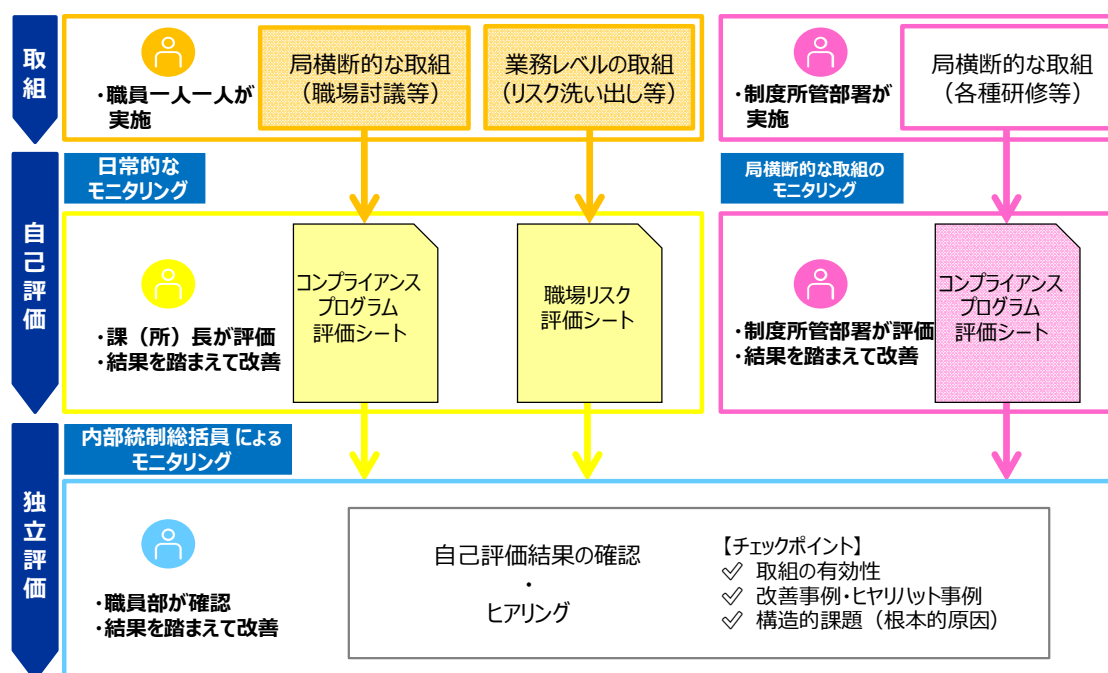 取組
・職員一人一人が
実施
局横断的な取組
（職場討議等）
業務レベルの取組
（リスク洗い出し等）
・制度所管部署が
実施
局横断的な取組
（各種研修等）
自己評価
日常的な
モニタリング
局横断的な取組の
モニタリング
・課（所）長が評価
・結果を踏まえて改善
コンプライアンス
プログラム
評価シート
職場リスク
評価シート
・制度所管部署が評価
・結果を踏まえて改善
コンプライアンス
プログラム
評価シート
独立評価
内部統制総括員 による
モニタリング
・職員部が確認
・結果を踏まえて改善
自己評価結果の確認
・
ヒアリング
【チェックポイント】
✓ 取組の有効性
✓ 改善事例・ヒヤリハット事例
✓ 構造的課題（根本的原因）